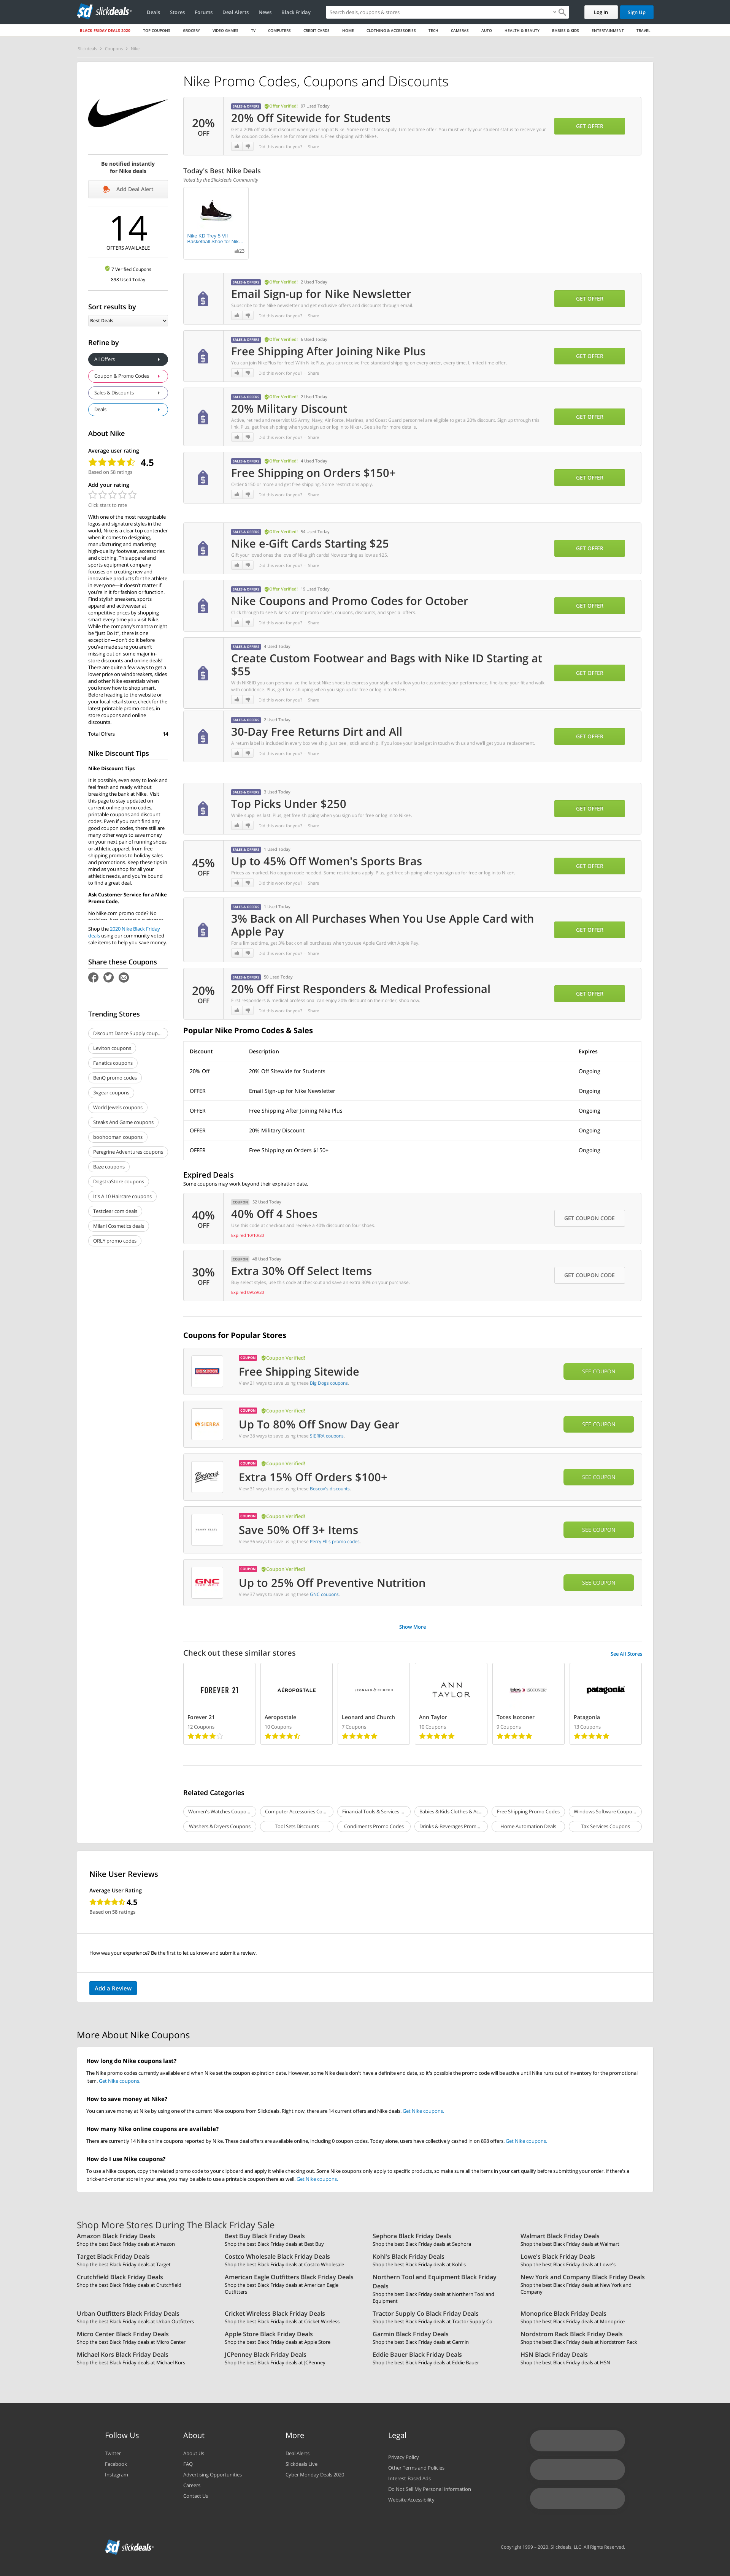 sd slickdeals
Deals
Stores
Forums
Deal Alerts
News
Black Friday
Search deals, coupons & stores
Log In
Sign Up
BLACK FRIDAY DEALS 2020
TOP COUPONS
GROCERY
VIDEO GAMES
TV
COMPUTERS
CREDIT CARDS
HOME
CLOTHING & ACCESSORIES
TECH
CAMERAS
AUTO
HEALTH & BEAUTY
BABIES & KIDS
ENTERTAINMENT
TRAVEL
Slickdeals > Coupons > Nike
Be notified instantly
for Nike deals
Add Deal Alert
14
OFFERS AVAILABLE
7 Verified Coupons
898 Used Today
Sort results by
Best Deals
Refine by
All Offers
Coupon & Promo Codes
Sales & Discounts
Deals
About Nike
Average user rating
4.5
Based on 58 ratings
Add your rating
Click stars to rate
With one of the most recognizable
logos and signature styles in the
world, Nike is a clear top contender
when it comes to designing,
manufacturing and marketing
high-quality footwear, accessories
and clothing. This apparel and
sports equipment company
focuses on creating new and
innovative products for the athlete
in everyone—it doesn't matter if
you're in it for fashion or function.
Find stylish sneakers, sports
apparel and activewear at
competitive prices by shopping
smart every time you visit Nike.
While the company's mantra might
be "Just Do It", there is one
exception—don't do it before
you've made sure you aren't
missing out on some major in-
store discounts and online deals!
There are quite a few ways to get a
lower price on windbreakers, slides
and other Nike essentials when
you know how to shop smart.
Before heading to the website or
your local retail store, check for the
latest printable promo codes, in-
store coupons and online
discounts.
Total Offers 14
Nike Discount Tips
Nike Discount Tips
It is possible, even easy to look and
feel fresh and ready without
breaking the bank at Nike. Visit
this page to stay updated on
current online promo codes,
printable coupons and discount
codes. Even if you can't find any
good coupon codes, there are still
are many other ways to save money
on your next pair of running shoes
or athletic apparel, from free
shipping promos to holiday sales
and promotions. Keep these tips in
mind as you shop for all your
athletic needs, and you're bound
to find a great deal.
Ask Customer Service for a Nike
Promo Code.
No Nike.com promo code? No
Shop the 2020 Nike Black Friday
deals using our community voted
sale items to help you save money.
Share these Coupons
Trending Stores
Discount Dance Supply coup...
Leviton coupons
Fanatics coupons
BenQ promo codes
3vgear coupons
World Jewels coupons
Steaks And Game coupons
boohooman coupons
Peregrine Adventures coupons
Baze coupons
DogstraStore coupons
It's A 10 Haircare coupons
Testclear.com deals
Milani Cosmetics deals
ORLY promo codes
Nike Promo Codes, Coupons and Discounts
20%
OFF
SALES & OFFERS Offer Verified! 97 Used Today
20% Off Sitewide for Students
Get a 20% off student discount when you shop at Nike. Some restrictions apply. Limited time offer. You must verify your student status to receive your
Nike coupon code. See site for more details. Free shipping with Nike+.
Did this work for you? · Share
GET OFFER
Today's Best Nike Deals
Voted by the Slickdeals Community
Nike KD Trey 5 VII
Basketball Shoe for Nik...
23
SALES & OFFERS Offer Verified! 2 Used Today
Email Sign-up for Nike Newsletter
Subscribe to the Nike newsletter and get exclusive offers and discounts through email.
Did this work for you? · Share
GET OFFER
SALES & OFFERS Offer Verified! 6 Used Today
Free Shipping After Joining Nike Plus
You can join NikePlus for free! With NikePlus, you can receive free standard shipping on every order, every time. Limited time offer.
Did this work for you? · Share
GET OFFER
SALES & OFFERS Offer Verified! 2 Used Today
20% Military Discount
Active, retired and reservist US Army, Navy, Air Force, Marines, and Coast Guard personnel are eligible to get a 20% discount. Sign up through this
link. Plus, get free shipping when you sign up or log in to Nike+. See site for more details.
Did this work for you? · Share
GET OFFER
SALES & OFFERS Offer Verified! 4 Used Today
Free Shipping on Orders $150+
Order $150 or more and get free shipping. Some restrictions apply.
Did this work for you? · Share
GET OFFER
SALES & OFFERS Offer Verified! 54 Used Today
Nike e-Gift Cards Starting $25
Gift your loved ones the love of Nike gift cards! Now starting as low as $25.
Did this work for you? · Share
GET OFFER
SALES & OFFERS Offer Verified! 19 Used Today
Nike Coupons and Promo Codes for October
Click through to see Nike's current promo codes, coupons, discounts, and special offers.
Did this work for you? · Share
GET OFFER
SALES & OFFERS 4 Used Today
Create Custom Footwear and Bags with Nike ID Starting at
$55
With NIKEiD you can personalize the latest Nike shoes to express your style and allow you to customize your performance, fine tune your fit and walk
with confidence. Plus, get free shipping when you sign up for free or log in to Nike+.
Did this work for you? · Share
GET OFFER
SALES & OFFERS 2 Used Today
30-Day Free Returns Dirt and All
A return label is included in every box we ship. Just peel, stick and ship. If you lose your label get in touch with us and we'll get you a replacement.
Did this work for you? · Share
GET OFFER
SALES & OFFERS 3 Used Today
Top Picks Under $250
While supplies last. Plus, get free shipping when you sign up for free or log in to Nike+.
Did this work for you? · Share
GET OFFER
45%
OFF
SALES & OFFERS 1 Used Today
Up to 45% Off Women's Sports Bras
Prices as marked. No coupon code needed. Some restrictions apply. Plus, get free shipping when you sign up for free or log in to Nike+.
Did this work for you? · Share
GET OFFER
SALES & OFFERS 1 Used Today
3% Back on All Purchases When You Use Apple Card with
Apple Pay
For a limited time, get 3% back on all purchases when you use Apple Card with Apple Pay.
Did this work for you? · Share
GET OFFER
20%
OFF
SALES & OFFERS 50 Used Today
20% Off First Responders & Medical Professional
First responders & medical professional can enjoy 20% discount on their order, shop now.
Did this work for you? · Share
GET OFFER
Popular Nike Promo Codes & Sales
Discount Description Expires
20% Off 20% Off Sitewide for Students Ongoing
OFFER Email Sign-up for Nike Newsletter Ongoing
OFFER Free Shipping After Joining Nike Plus Ongoing
OFFER 20% Military Discount Ongoing
OFFER Free Shipping on Orders $150+ Ongoing
Expired Deals
Some coupons may work beyond their expiration date.
40%
OFF
COUPON 52 Used Today
40% Off 4 Shoes
Use this code at checkout and receive a 40% discount on four shoes.
Expired 10/10/20
GET COUPON CODE
30%
OFF
COUPON 48 Used Today
Extra 30% Off Select Items
Buy select styles, use this code at checkout and save an extra 30% on your purchase.
Expired 09/29/20
GET COUPON CODE
Coupons for Popular Stores
BIG DOGS
COUPON Coupon Verified!
Free Shipping Sitewide
View 21 ways to save using these Big Dogs coupons.
SEE COUPON
SIERRA
COUPON Coupon Verified!
Up To 80% Off Snow Day Gear
View 38 ways to save using these SIERRA coupons.
SEE COUPON
Boscov's
COUPON Coupon Verified!
Extra 15% Off Orders $100+
View 51 ways to save using these Boscov's discounts.
SEE COUPON
PERRY ELLIS
COUPON Coupon Verified!
Save 50% Off 3+ Items
View 56 ways to save using these Perry Ellis promo codes.
SEE COUPON
GNC
LIVE WELL
COUPON Coupon Verified!
Up to 25% Off Preventive Nutrition
View 37 ways to save using these GNC coupons.
SEE COUPON
Show More
Check out these similar stores
See All Stores
FOREVER 21
Forever 21
12 Coupons
AÉROPOSTALE
Aeropostale
10 Coupons
LEONARD & CHURCH
Leonard and Church
7 Coupons
ANN
TAYLOR
Ann Taylor
10 Coupons
totes ISOTONER
Totes Isotoner
9 Coupons
patagonia
Patagonia
13 Coupons
Related Categories
Women's Watches Coupo...
Computer Accessories Co...
Financial Tools & Services ...
Babies & Kids Clothes & Ac...
Free Shipping Promo Codes
Windows Software Coupo...
Washers & Dryers Coupons
Tool Sets Discounts
Condiments Promo Codes
Drinks & Beverages Prom...
Home Automation Deals
Tax Services Coupons
Nike User Reviews
Average User Rating
4.5
Based on 58 ratings
How was your experience? Be the first to let us know and submit a review.
Add a Review
More About Nike Coupons
How long do Nike coupons last?
The Nike promo codes currently available end when Nike set the coupon expiration date. However, some Nike deals don't have a definite end date, so it's possible the promo code will be active until Nike runs out of inventory for the promotional
item. Get Nike coupons.
How to save money at Nike?
You can save money at Nike by using one of the current Nike coupons from Slickdeals. Right now, there are 14 current offers and Nike deals. Get Nike coupons.
How many Nike online coupons are available?
There are currently 14 Nike online coupons reported by Nike. These deal offers are available online, including 0 coupon codes. Today alone, users have collectively cashed in on 898 offers. Get Nike coupons.
How do I use Nike coupons?
To use a Nike coupon, copy the related promo code to your clipboard and apply it while checking out. Some Nike coupons only apply to specific products, so make sure all the items in your cart qualify before submitting your order. If there's a
brick-and-mortar store in your area, you may be able to use a printable coupon there as well. Get Nike coupons.
Shop More Stores During The Black Friday Sale
Amazon Black Friday Deals
Shop the best Black Friday deals at Amazon
Best Buy Black Friday Deals
Shop the best Black Friday deals at Best Buy
Sephora Black Friday Deals
Shop the best Black Friday deals at Sephora
Walmart Black Friday Deals
Shop the best Black Friday deals at Walmart
Target Black Friday Deals
Shop the best Black Friday deals at Target
Costco Wholesale Black Friday Deals
Shop the best Black Friday deals at Costco Wholesale
Kohl's Black Friday Deals
Shop the best Black Friday deals at Kohl's
Lowe's Black Friday Deals
Shop the best Black Friday deals at Lowe's
Crutchfield Black Friday Deals
Shop the best Black Friday deals at Crutchfield
American Eagle Outfitters Black Friday Deals
Shop the best Black Friday deals at American Eagle
Outfitters
Northern Tool and Equipment Black Friday
Deals
Shop the best Black Friday deals at Northern Tool and
Equipment
New York and Company Black Friday Deals
Shop the best Black Friday deals at New York and
Company
Urban Outfitters Black Friday Deals
Shop the best Black Friday deals at Urban Outfitters
Cricket Wireless Black Friday Deals
Shop the best Black Friday deals at Cricket Wireless
Tractor Supply Co Black Friday Deals
Shop the best Black Friday deals at Tractor Supply Co
Monoprice Black Friday Deals
Shop the best Black Friday deals at Monoprice
Micro Center Black Friday Deals
Shop the best Black Friday deals at Micro Center
Apple Store Black Friday Deals
Shop the best Black Friday deals at Apple Store
Garmin Black Friday Deals
Shop the best Black Friday deals at Garmin
Nordstrom Rack Black Friday Deals
Shop the best Black Friday deals at Nordstrom Rack
Michael Kors Black Friday Deals
Shop the best Black Friday deals at Michael Kors
JCPenney Black Friday Deals
Shop the best Black Friday deals at JCPenney
Eddie Bauer Black Friday Deals
Shop the best Black Friday deals at Eddie Bauer
HSN Black Friday Deals
Shop the best Black Friday deals at HSN
Follow Us
Twitter
Facebook
Instagram
About
About Us
FAQ
Advertising Opportunities
Careers
Contact Us
More
Deal Alerts
Slickdeals Live
Cyber Monday Deals 2020
Legal
Privacy Policy
Other Terms and Policies
Interest-Based Ads
Do Not Sell My Personal Information
Website Accessibility
sd slickdeals
Copyright 1999 – 2020. Slickdeals, LLC. All Rights Reserved.